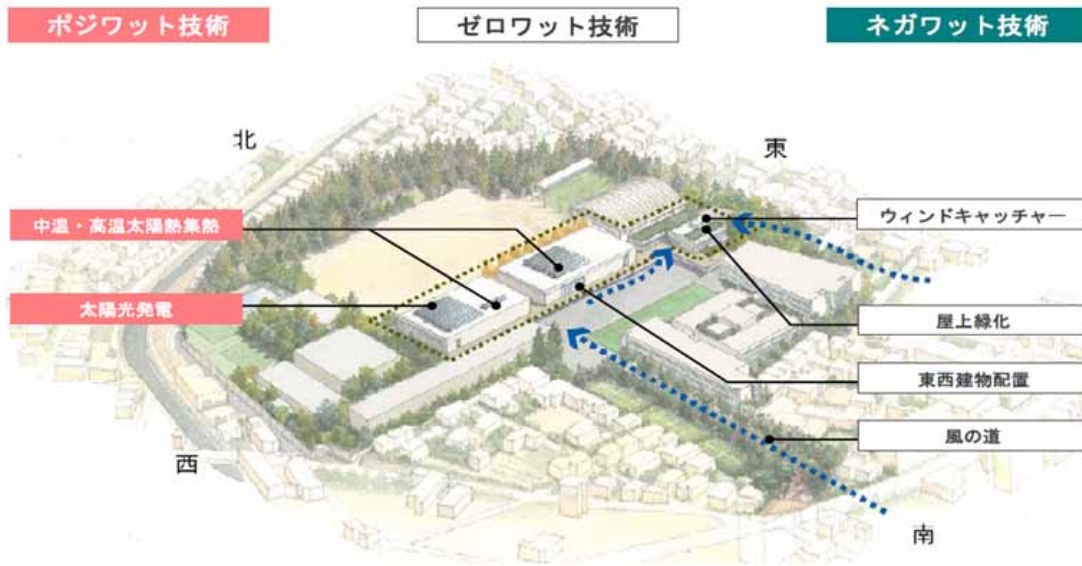 ポジワット技術
ゼロワット技術
ネガワット技術
北
東
中温・高温太陽熱集熱
ウィンドキャッチャー
太陽光発電
屋上緑化
東西建物配置
風の道
西
南